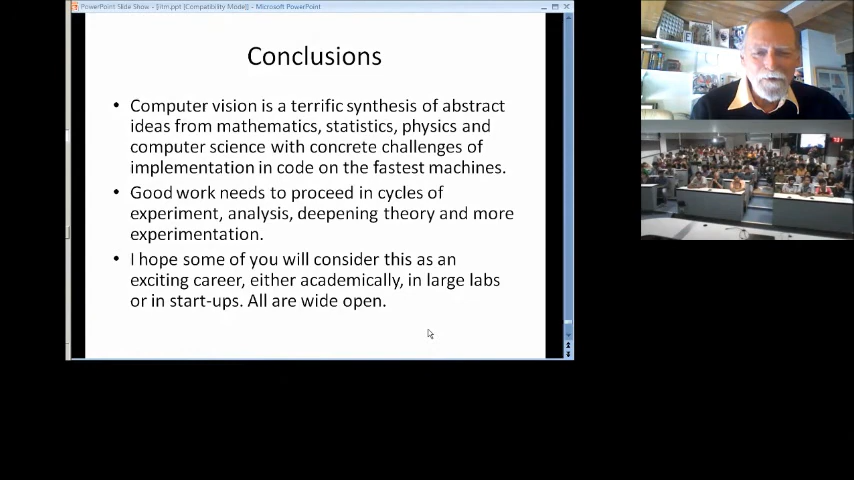 PowerPoint Slide Show - [iitm.ppt [Compatibility Mode]] - Microsoft PowerPoint
Conclusions
• Computer vision is a terrific synthesis of abstract
ideas from mathematics, statistics, physics and
computer science with concrete challenges of
implementation in code on the fastest machines.
• Good work needs to proceed in cycles of
experiment, analysis, deepening theory and more
experimentation.
• I hope some of you will consider this as an
exciting career, either academically, in large labs
or in start-ups. All are wide open.